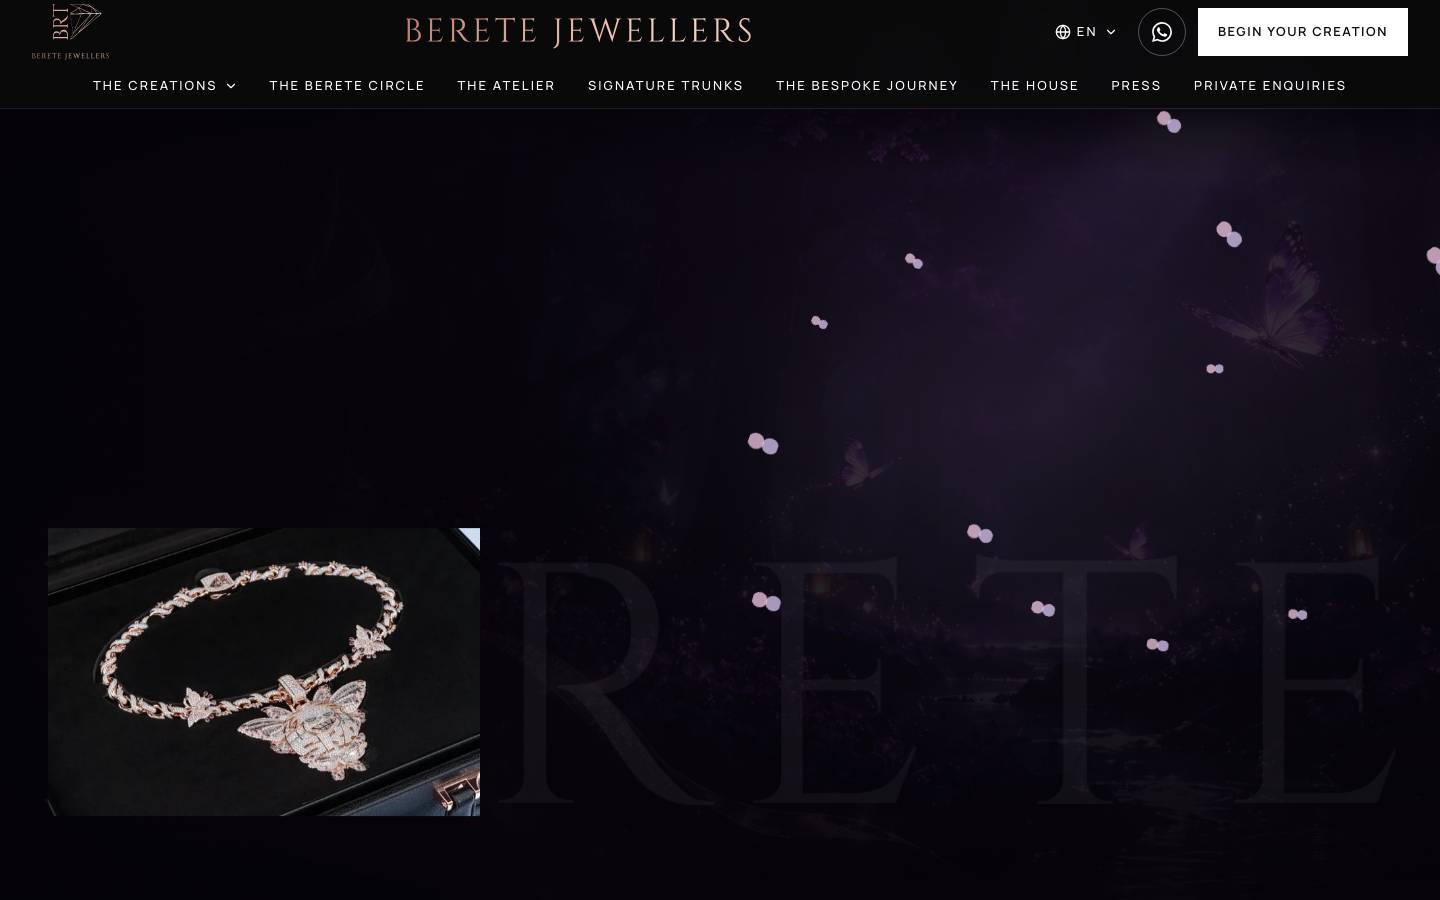 BRT
BERETE JEWELLERS
BERETE JEWELLERS
EN
BEGIN YOUR CREATION
THE CREATIONS
THE BERETE CIRCLE
THE ATELIER
SIGNATURE TRUNKS
THE BESPOKE JOURNEY
THE HOUSE
PRESS
PRIVATE ENQUIRIES
RETE